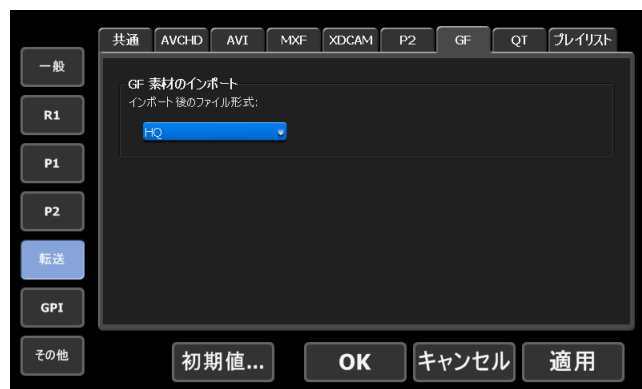 共通 AVCHD AVI MXF XDCAM P2 GF QT プレイリスト
一般
R1
P1
P2
転送
GPI
その他
GF 素材のインポート
インポート後のファイル形式:
HQ
初期値... OK キャンセル 適用